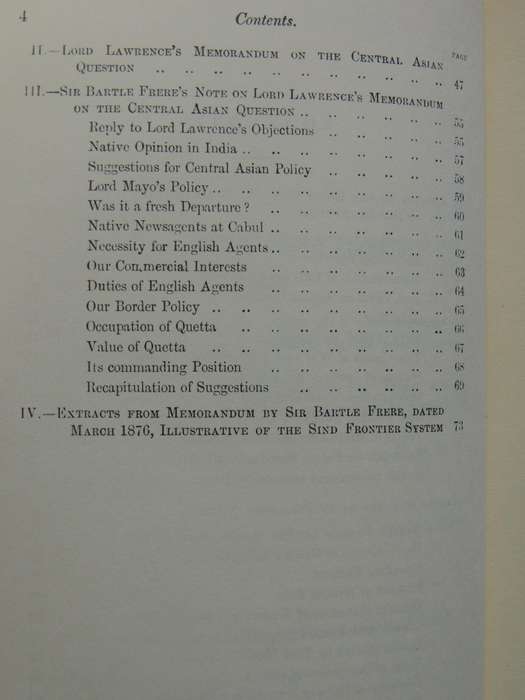 4 Contents.
PAGE
II.—LORD LAWRENCE'S MEMORANDUM ON THE CENTRAL ASIAN
QUESTION .. .. .. .. .. .. .. .. .. .. 47
III.—SIR BARTLE FRERE'S NOTE ON LORD LAWRENCE'S MEMORANDUM
ON THE CENTRAL ASIAN QUESTION .. .. .. .. .. 55
Reply to Lord Lawrence's Objections .. .. .. .. 55
Native Opinion in India .. .. .. .. .. .. .. 57
Suggestions for Central Asian Policy .. .. .. .. 58
Lord Mayo's Policy .. .. .. .. .. .. .. .. 59
Was it a fresh Departure? .. .. .. .. .. .. 60
Native Newsagents at Cabul .. .. .. .. .. .. 61
Necessity for English Agents .. .. .. .. .. .. 62
Our Commercial Interests .. .. .. .. .. .. 63
Duties of English Agents .. .. .. .. .. .. 64
Our Border Policy .. .. .. .. .. .. .. .. 65
Occupation of Quetta .. .. .. .. .. .. .. 66
Value of Quetta .. .. .. .. .. .. .. .. 67
Its commanding Position .. .. .. .. .. .. 68
Recapitulation of Suggestions .. .. .. .. .. 69
IV.—EXTRACTS FROM MEMORANDUM BY SIR BARTLE FRERE, DATED
MARCH 1876, ILLUSTRATIVE OF THE SIND FRONTIER SYSTEM 73